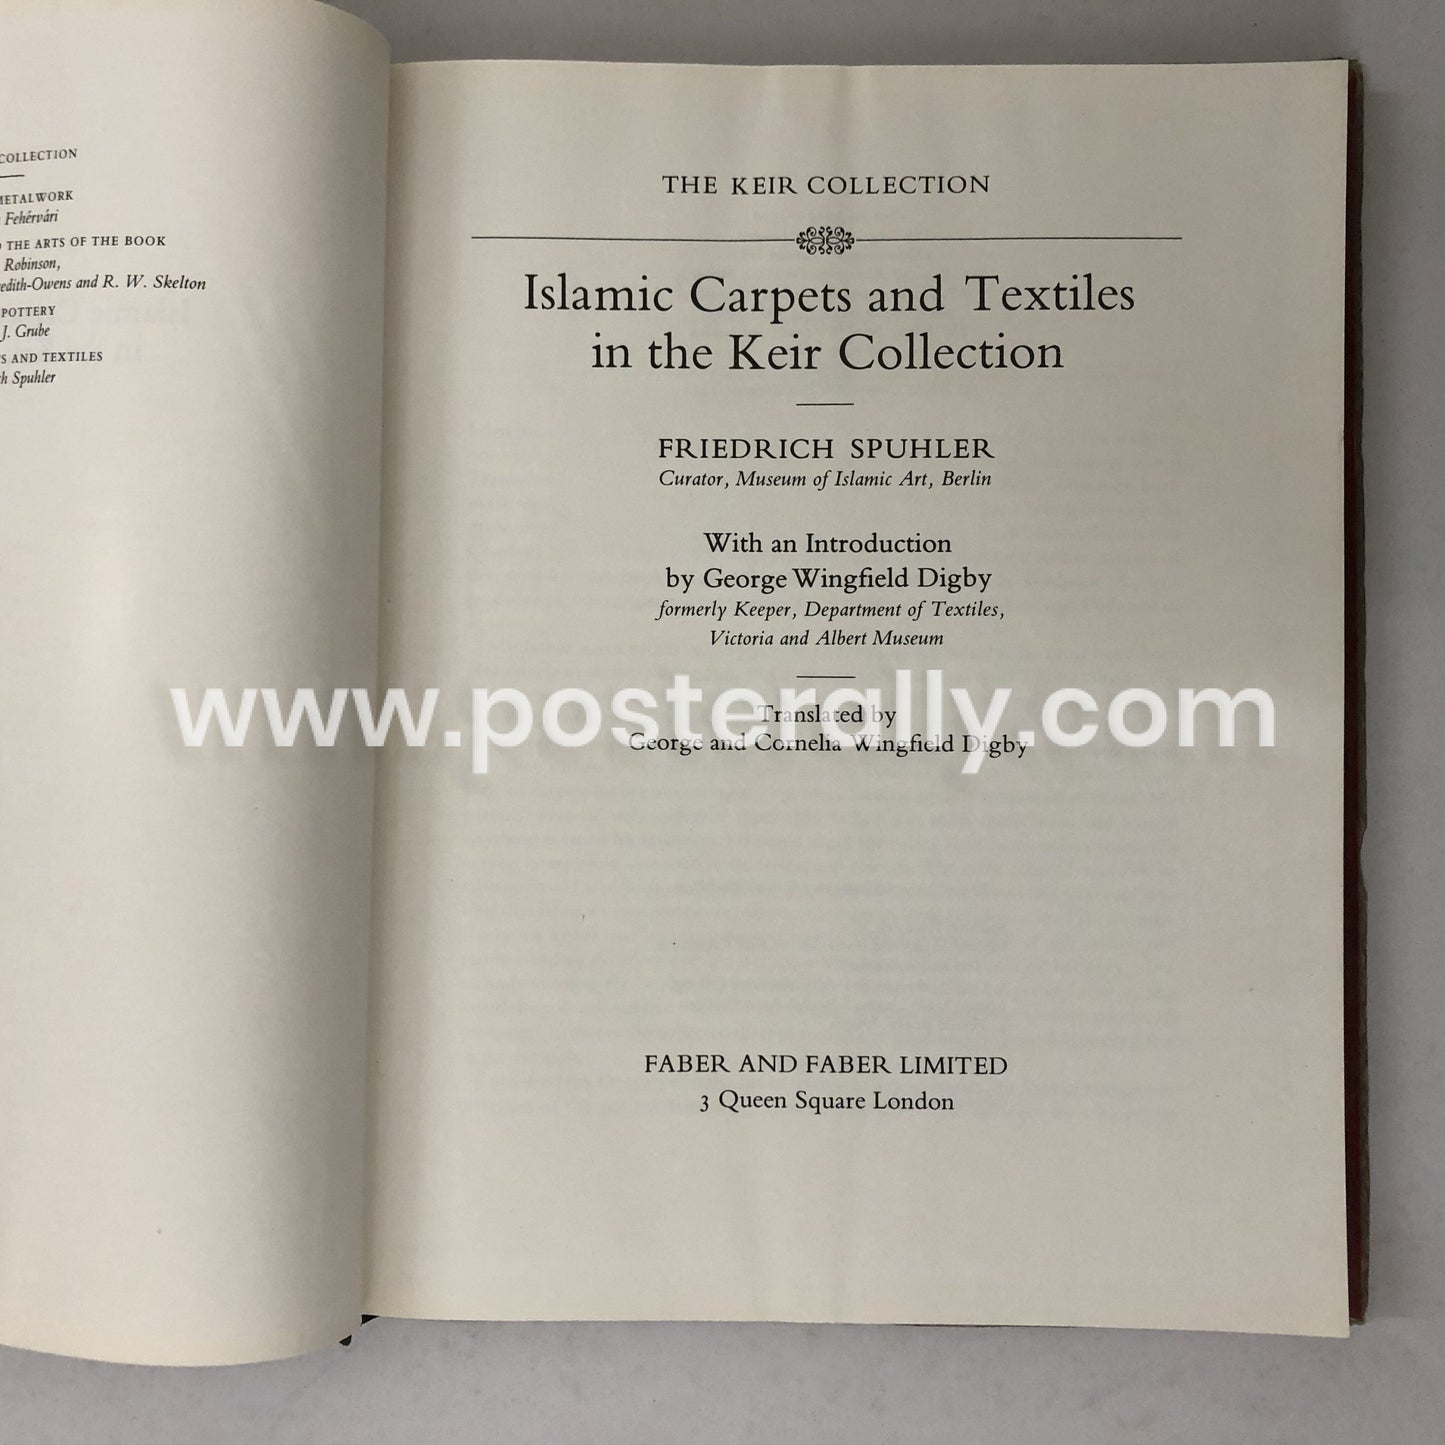 COLLECTION
METALWORK
Fehérvári
THE ARTS OF THE BOOK
Robinson,
edith-Owens and R. W. Skelton
POTTERY
J. Grube
S AND TEXTILES
h Spuhler
THE KEIR COLLECTION
Islamic Carpets and Textiles
in the Keir Collection
FRIEDRICH SPUHLER
Curator, Museum of Islamic Art, Berlin
With an Introduction
by George Wingfield Digby
formerly Keeper, Department of Textiles,
Victoria and Albert Museum
www.posterally.com
Translated by
George and Cornelia Wingfield Digby
FABER AND FABER LIMITED
3 Queen Square London